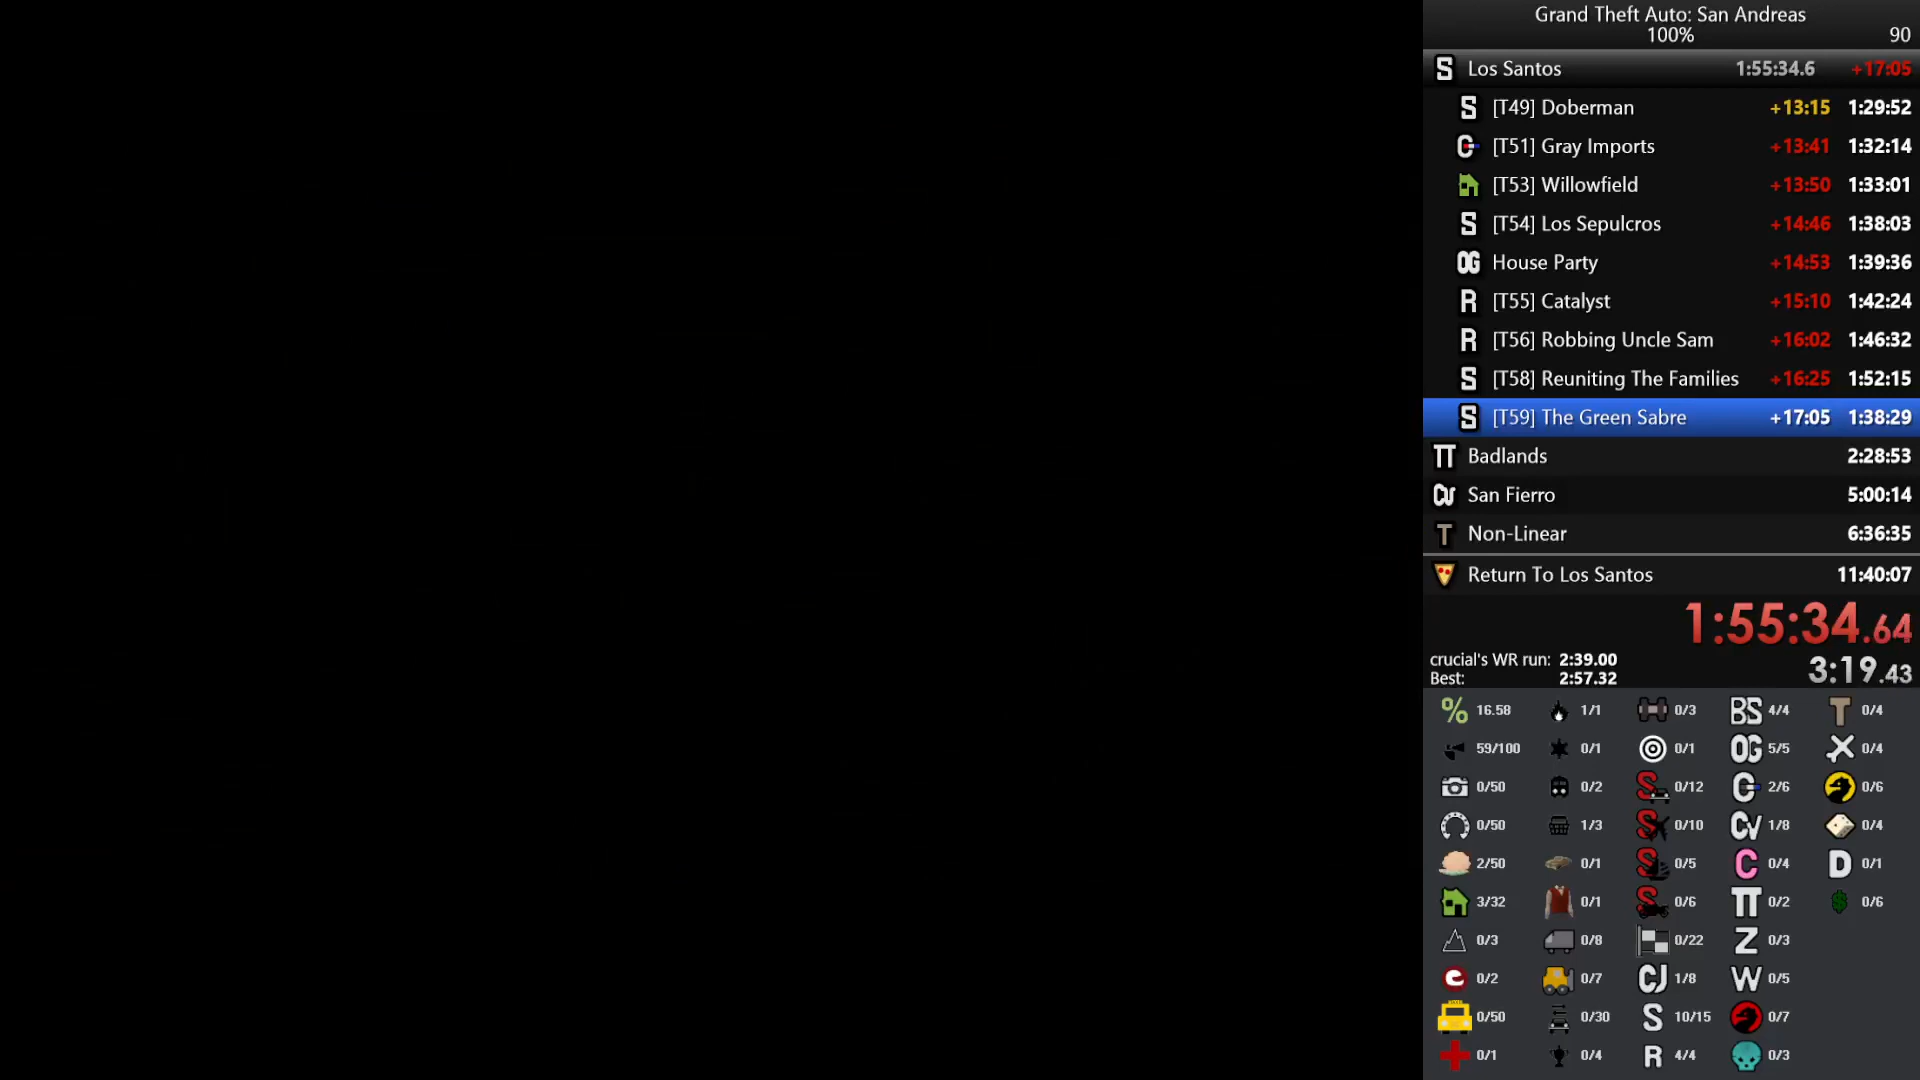 Grand Theft Auto: San Andreas
100% 90
S Los Santos 1:55:34.6 +17:05
S [T49] Doberman +13:15 1:29:52
C [T51] Gray Imports +13:41 1:32:14
[T53] Willowfield +13:50 1:33:01
S [T54] Los Sepulcros +14:46 1:38:03
OG House Party +14:53 1:39:36
R [T55] Catalyst +15:10 1:42:24
R [T56] Robbing Uncle Sam +16:02 1:46:32
S [T58] Reuniting The Families +16:25 1:52:15
S [T59] The Green Sabre +17:05 1:38:29
TT Badlands 2:28:53
CV San Fierro 5:00:14
T Non-Linear 6:36:35
Return To Los Santos 11:40:07
1:55:34.64
crucial's WR run: 2:39.00
Best: 2:57.32
3:19.43
% 16.58 1/1 0/3 BS 4/4 T 0/4
59/100 0/1 0/1 OG 5/5 0/4
0/50 0/2 S 0/12 C 2/6 0/6
0/50 1/3 S 0/10 CV 1/8 0/4
2/50 0/1 S 0/5 C 0/4 D 0/1
3/32 0/1 S 0/6 TT 0/2 $ 0/6
0/3 0/8 0/22 Z 0/3
e 0/2 0/7 CJ 1/8 W 0/5
0/50 0/30 S 10/15 0/7
0/1 0/4 R 4/4 0/3